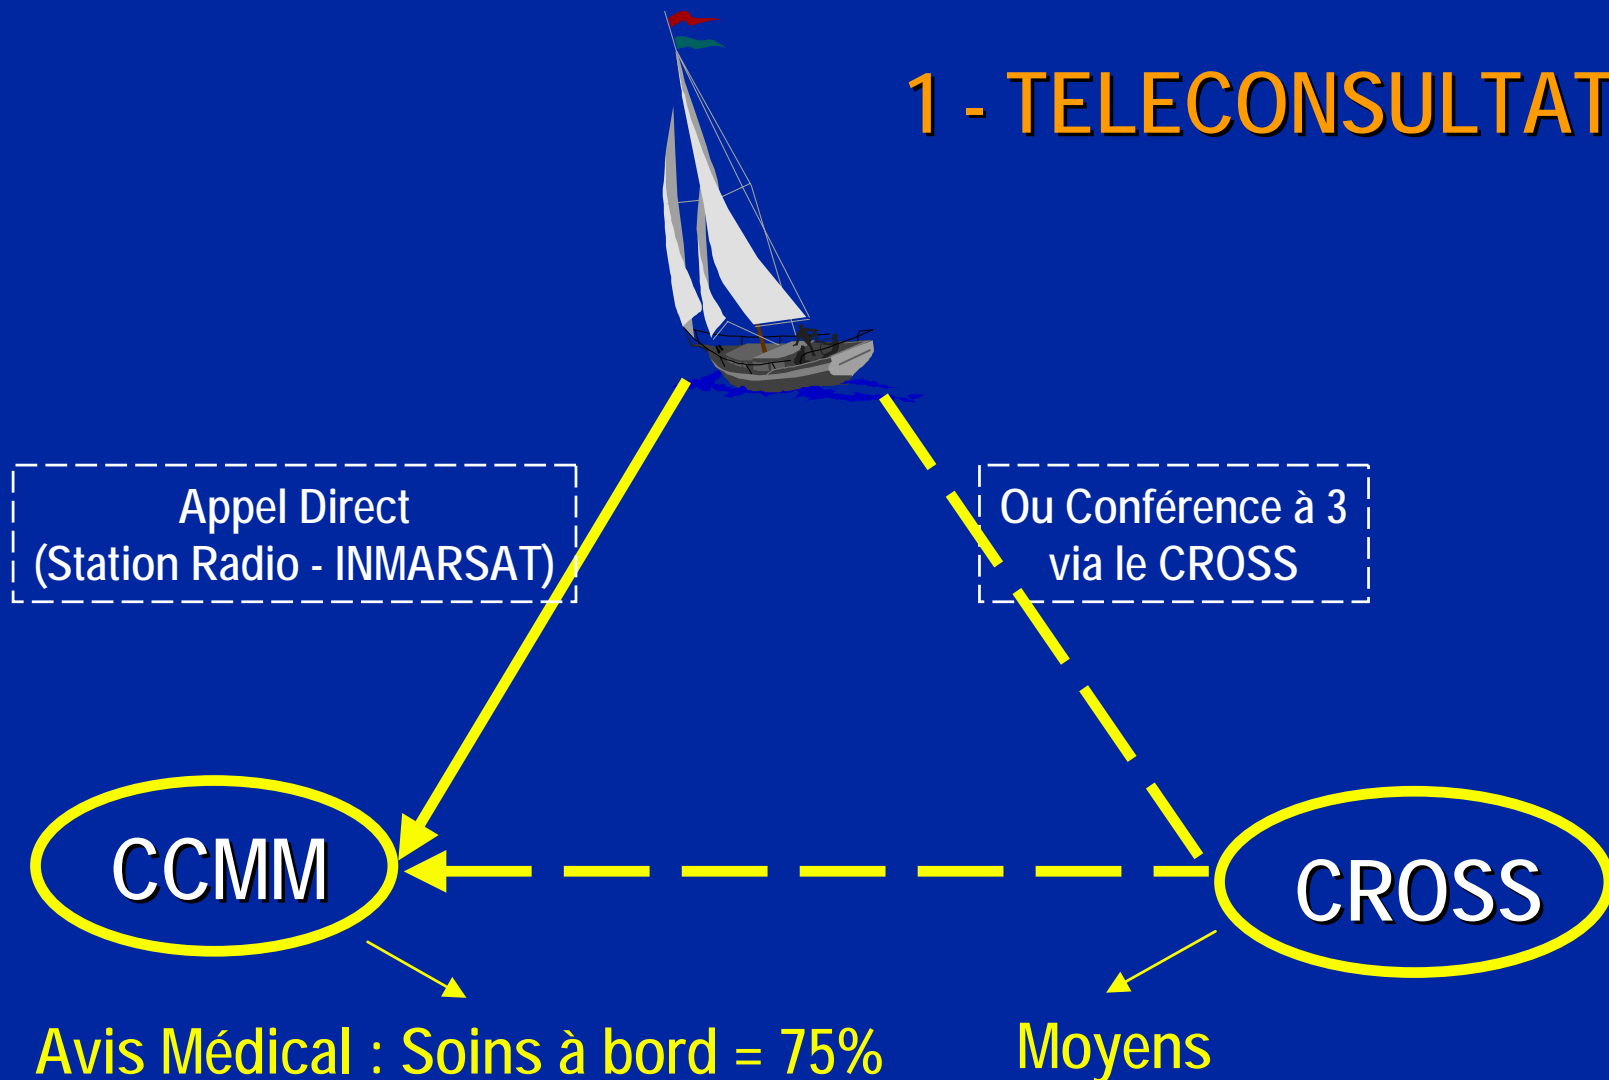 1 - TELECONSULTAT
Appel Direct
(Station Radio - INMARSAT)
Ou Conférence à 3
via le CROSS
CCMM
CROSS
Avis Médical : Soins à bord = 75%
Moyens